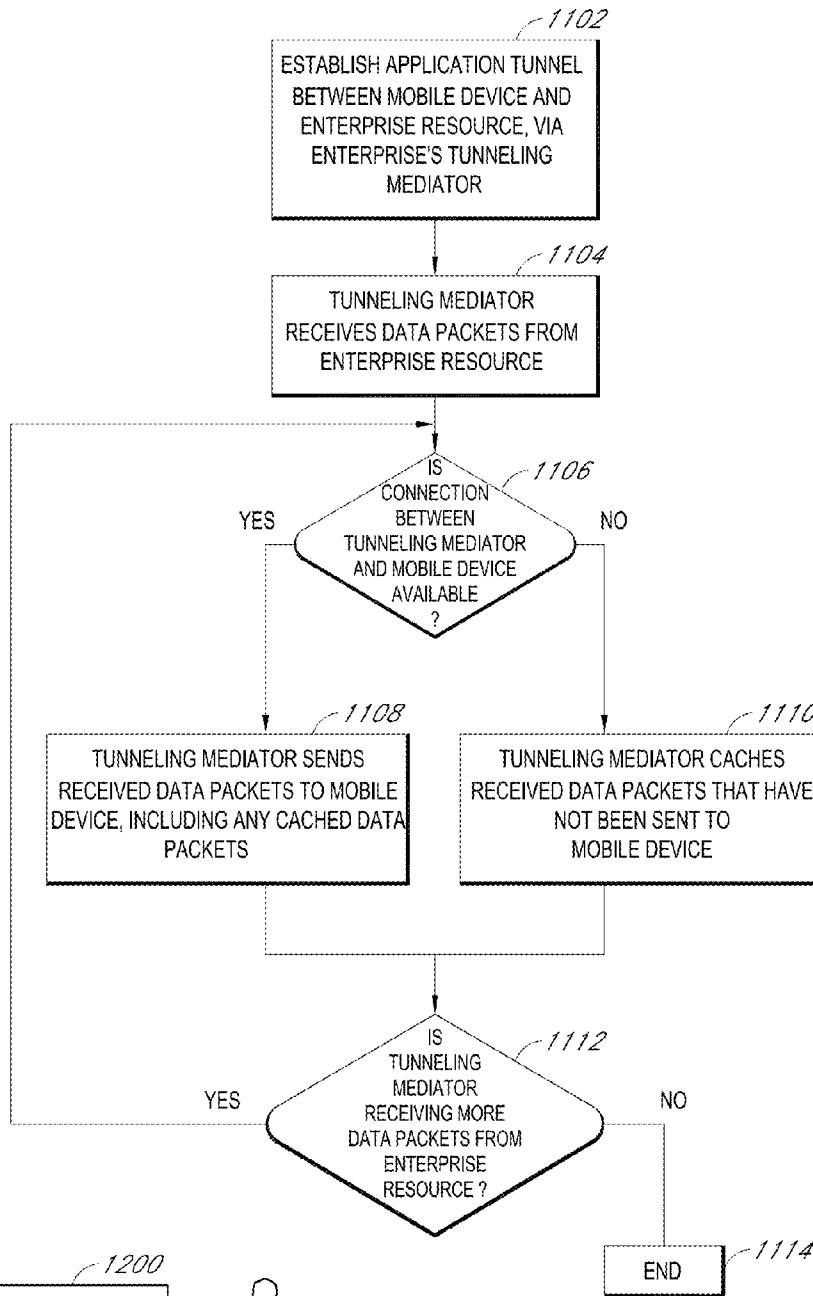 1102
ESTABLISH APPLICATION TUNNEL
BETWEEN MOBILE DEVICE AND
ENTERPRISE RESOURCE, VIA
ENTERPRISE'S TUNNELING
MEDIATOR
1104
TUNNELING MEDIATOR
RECEIVES DATA PACKETS FROM
ENTERPRISE RESOURCE
1106
IS
CONNECTION
BETWEEN
TUNNELING MEDIATOR
AND MOBILE DEVICE
AVAILABLE
?
YES
NO
1108
TUNNELING MEDIATOR SENDS
RECEIVED DATA PACKETS TO MOBILE
DEVICE, INCLUDING ANY CACHED DATA
PACKETS
1110
TUNNELING MEDIATOR CACHES
RECEIVED DATA PACKETS THAT HAVE
NOT BEEN SENT TO
MOBILE DEVICE
1112
IS
TUNNELING
MEDIATOR
RECEIVING MORE
DATA PACKETS FROM
ENTERPRISE
RESOURCE ?
YES
NO
1114
END
1200